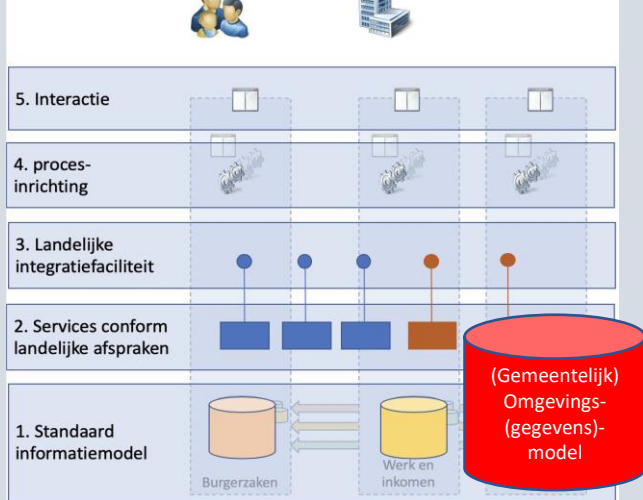 5. Interactie
4. proces-
inrichting
3. Landelijke
integratiefaciliteit
2. Services conform
landelijke afspraken
(Gemeentelijk)
Omgevings-
(gegevens)-
model
1. Standaard
informatiemodel
Burgerzaken
Werk en
inkomen